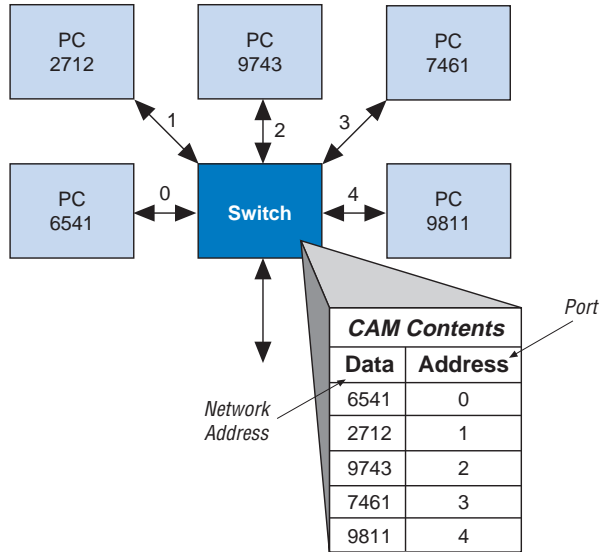 PC
2712
PC
9743
PC
7461
1
2
3
PC
6541
0
Switch
4
PC
9811
CAM Contents
Port
Data Address
Network
Address
6541 0
2712 1
9743 2
7461 3
9811 4